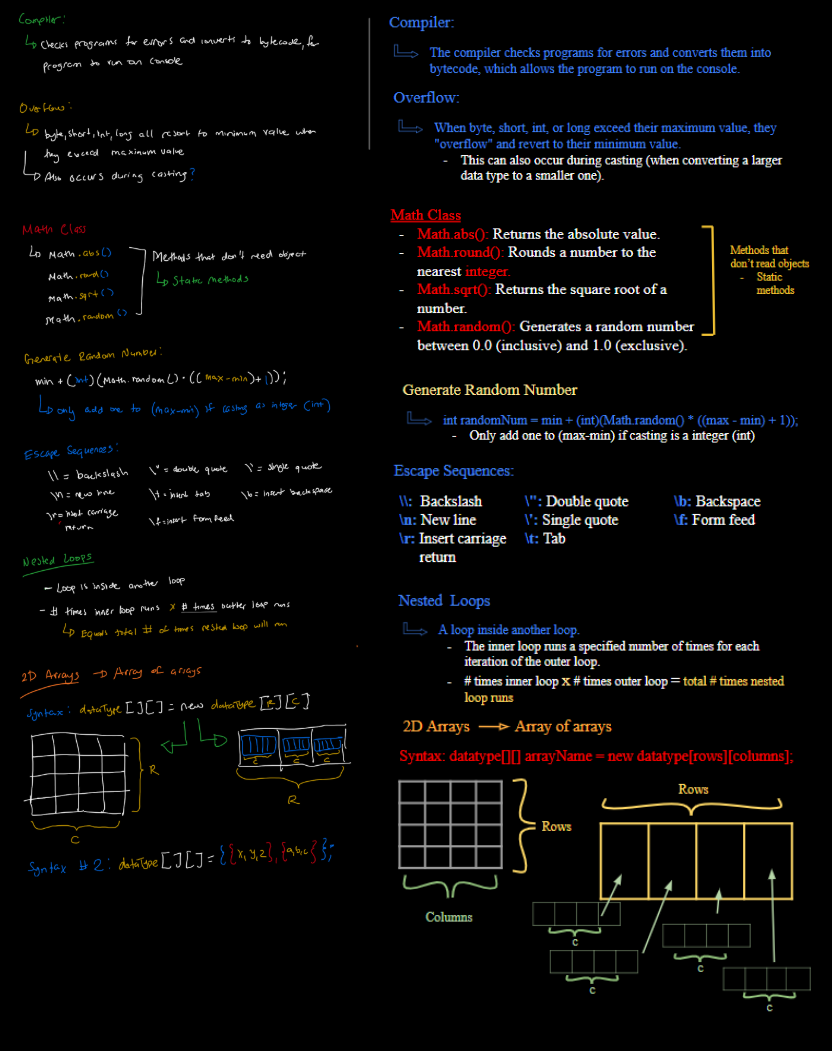 Compiler:
↳ Checks programs for errors and converts to bytecode, for
program to run on console
Overflow:
↳ byte, short, int, long all resort to minimum value when
they exceed maximum value
↳ Also occurs during casting?
Math Class
↳ Math.abs()
Math.rand()
Math.sqrt()
Math.random()
Methods that don't need object
↳ Static methods
Generate Random Number:
min + (int)(Math.random() * ((max-min)+1));
↳ only add one to (max-min) if casting as integer (int)
Escape Sequences:
\\ = backslash
\" = double quote
\' = single quote
\n = new line
\t = insert tab
\b = insert backspace
\r = insert carriage
return
\f = insert form feed
Nested Loops
- Loop is inside another loop
- # times inner loop runs x # times outter loop runs
↳ Equals total # of times nested loop will run
2D Arrays → Array of arrays
Syntax: dataType[][] = new dataType[R][C]
R
C
C C C
R
Syntax #2: dataType[][] = {{x,y,z},{a,b,c}};
Compiler:
The compiler checks programs for errors and converts them into
bytecode, which allows the program to run on the console.
Overflow:
When byte, short, int, or long exceed their maximum value, they
"overflow" and revert to their minimum value.
- This can also occur during casting (when converting a larger
data type to a smaller one).
Math Class
- Math.abs(): Returns the absolute value.
- Math.round(): Rounds a number to the
nearest integer.
- Math.sqrt(): Returns the square root of a
number.
- Math.random(): Generates a random number
between 0.0 (inclusive) and 1.0 (exclusive).
Methods that
don't read objects
- Static
methods
Generate Random Number
int randomNum = min + (int)(Math.random() * ((max - min) + 1));
- Only add one to (max-min) if casting is a integer (int)
Escape Sequences:
\\: Backslash
\": Double quote
\b: Backspace
\n: New line
\': Single quote
\f: Form feed
\r: Insert carriage
return
\t: Tab
Nested Loops
A loop inside another loop.
- The inner loop runs a specified number of times for each
iteration of the outer loop.
- # times inner loop x # times outer loop = total # times nested
loop runs
2D Arrays → Array of arrays
Syntax: datatype[][] arrayName = new datatype[rows][columns];
Rows
Rows
Columns
c
c
c
c